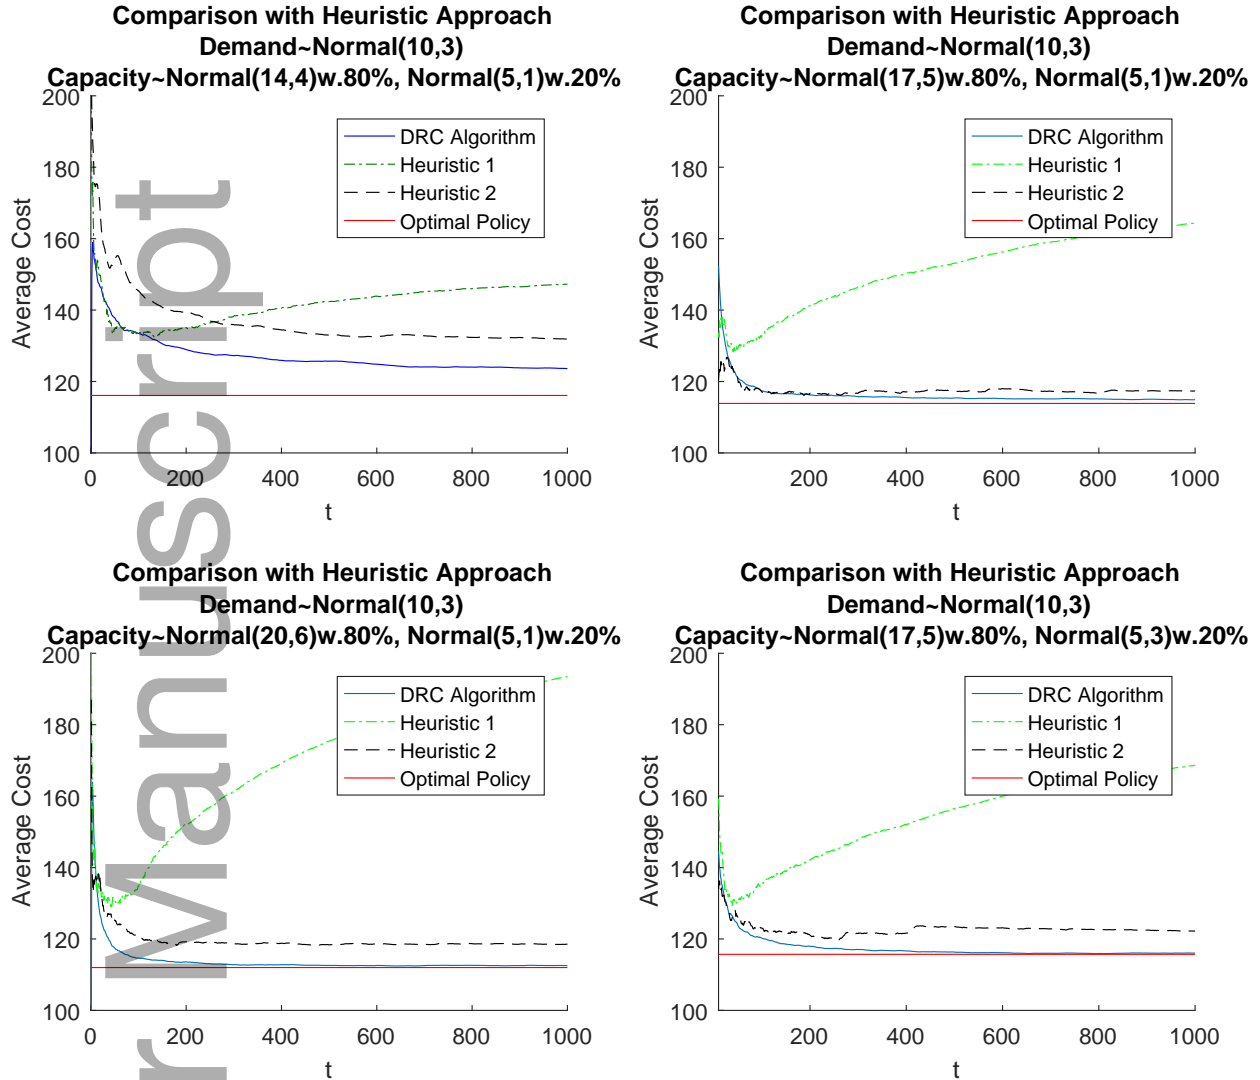 Comparison with Heuristic Approach
Demand~Normal(10,3)
Capacity~Normal(14,4)w.80%, Normal(5,1)w.20%
200
180
160
140
120
100
Average Cost
DRC Algorithm
Heuristic 1
Heuristic 2
Optimal Policy
0 200 400 600 800 1000
t
Comparison with Heuristic Approach
Demand~Normal(10,3)
Capacity~Normal(17,5)w.80%, Normal(5,1)w.20%
200
180
160
140
120
100
Average Cost
DRC Algorithm
Heuristic 1
Heuristic 2
Optimal Policy
200 400 600 800 1000
t
Comparison with Heuristic Approach
Demand~Normal(10,3)
Capacity~Normal(20,6)w.80%, Normal(5,1)w.20%
200
180
160
140
120
100
Average Cost
DRC Algorithm
Heuristic 1
Heuristic 2
Optimal Policy
0 200 400 600 800 1000
t
Comparison with Heuristic Approach
Demand~Normal(10,3)
Capacity~Normal(17,5)w.80%, Normal(5,3)w.20%
200
180
160
140
120
100
Average Cost
DRC Algorithm
Heuristic 1
Heuristic 2
Optimal Policy
200 400 600 800 1000
t
r Manuscript